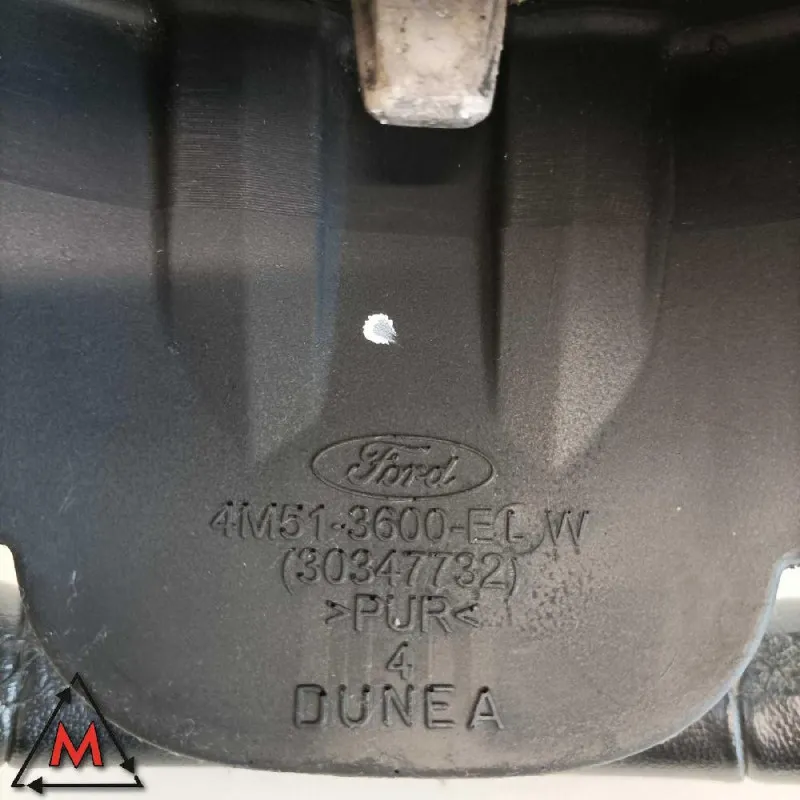 Ford
4M51-3600-EL W
(30347732)
>PUR<
4
DUNEA
M